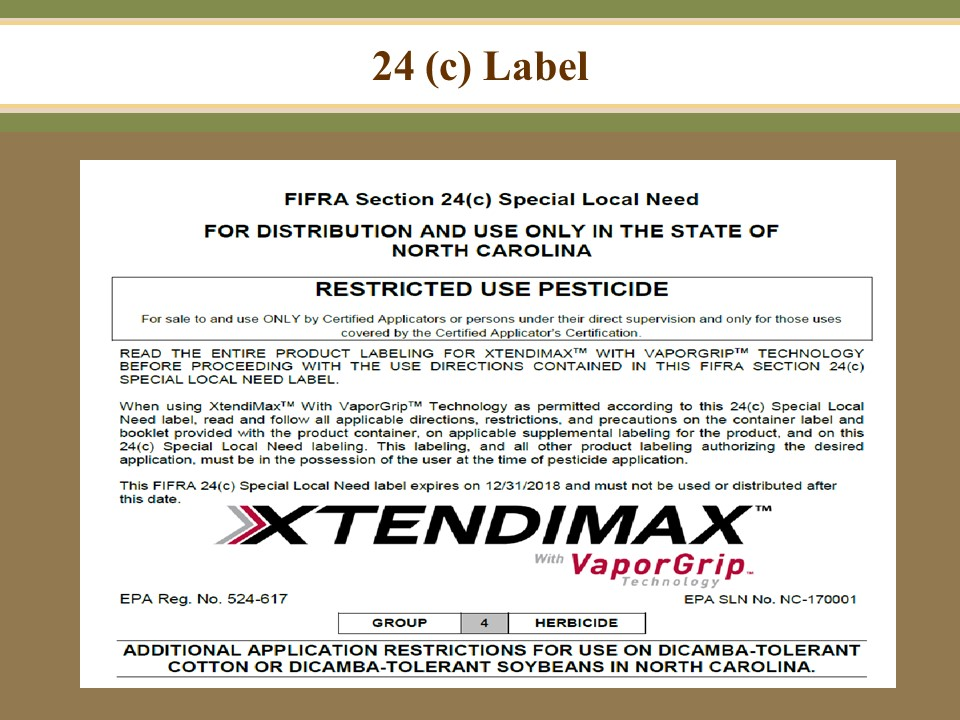 24 (c) Label
FIFRA Section 24(c) Special Local Need
FOR DISTRIBUTION AND USE ONLY IN THE STATE OF
NORTH CAROLINA
RESTRICTED USE PESTICIDE
For sale to and use ONLY by Certified Applicators or persons under their direct supervision and only for those uses
covered by the Certified Applicator's Certification.
READ THE ENTIRE PRODUCT LABELING FOR XTENDIMAX™ WITH VAPORGRIP™ TECHNOLOGY
BEFORE PROCEEDING WITH THE USE DIRECTIONS CONTAINED IN THIS FIFRA SECTION 24(c)
SPECIAL LOCAL NEED LABEL.
When using XtendiMax™ With VaporGrip™ Technology as permitted according to this 24(c) Special Local
Need label, read and follow all applicable directions, restrictions, and precautions on the container label and
booklet provided with the product container, on applicable supplemental labeling for the product, and on this
24(c) Special Local Need labeling. This labeling, and all other product labeling authorizing the desired
application, must be in the possession of the user at the time of pesticide application.
This FIFRA 24(c) Special Local Need label expires on 12/31/2018 and must not be used or distributed after
this date.
XTENDIMAX™
With VaporGrip™
Technology
EPA Reg. No. 524-617
EPA SLN No. NC-170001
GROUP 4 HERBICIDE
ADDITIONAL APPLICATION RESTRICTIONS FOR USE ON DICAMBA-TOLERANT
COTTON OR DICAMBA-TOLERANT SOYBEANS IN NORTH CAROLINA.